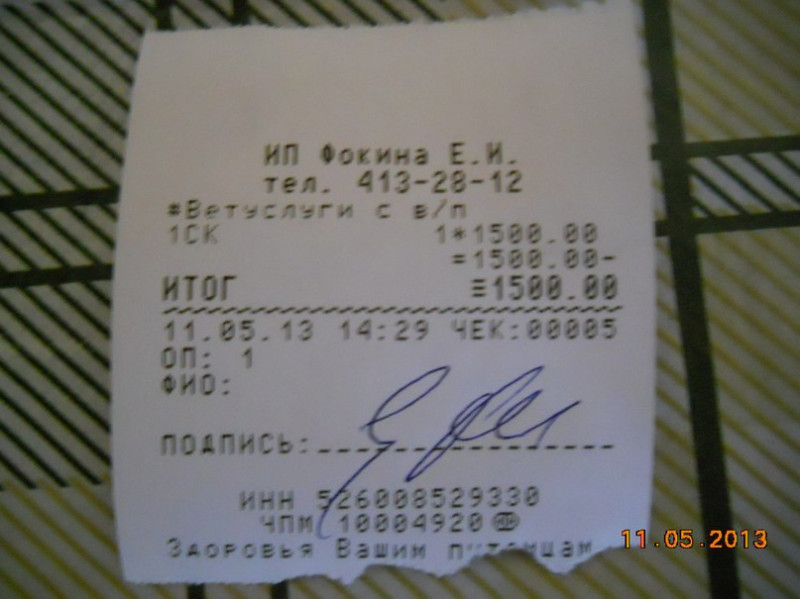 ИП Фокина Е.И.
тел. 413-28-12
#Ветуслуги с в/п
1СК 1*1500.00
=1500.00-
ИТОГ ≡1500.00
11.05.13 14:29 ЧЕК:00005
ОП: 1
ФИО:
ПОДПИСЬ:
ИНН 526008529330
ЧПМ 10004920
Здоровья Вашим питомцам
11.05.2013